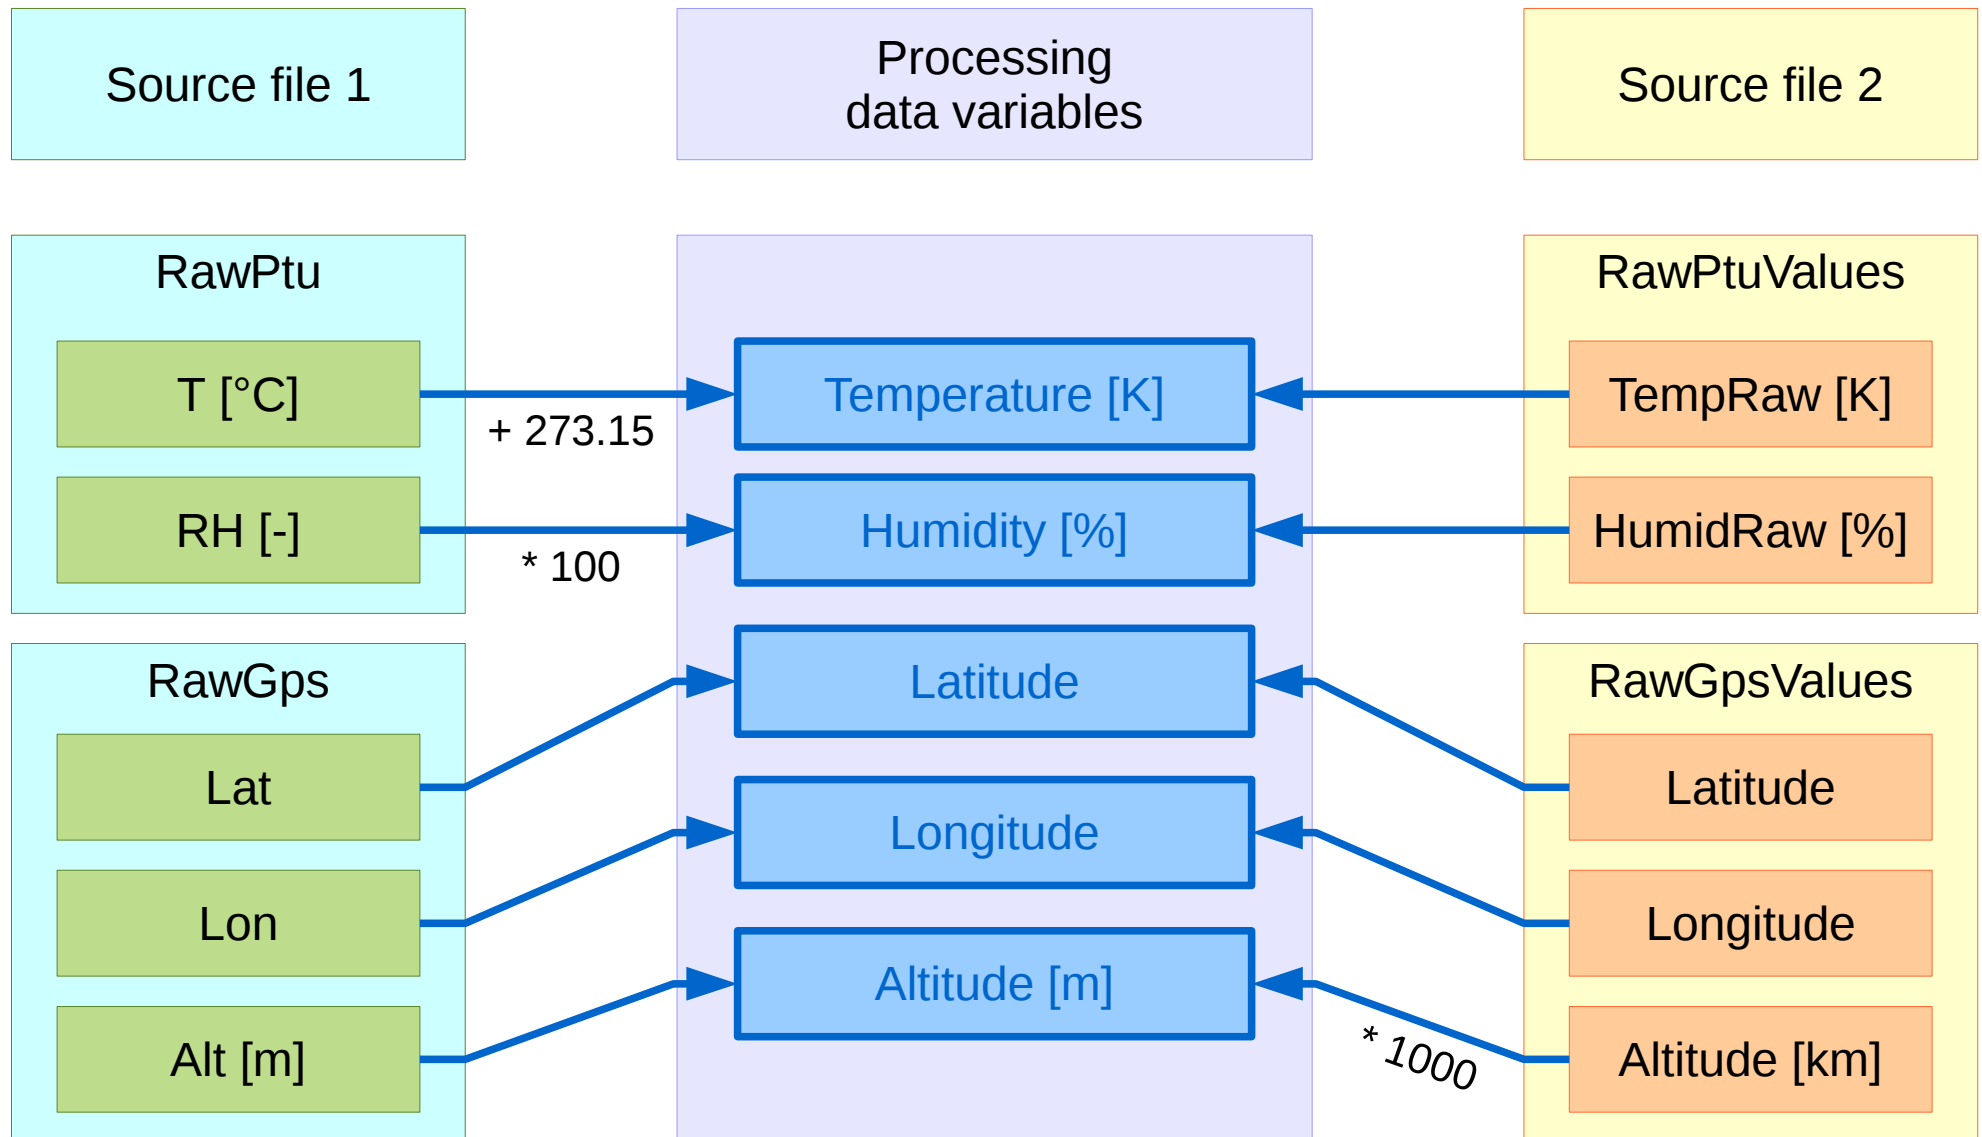 Source file 1
Processing
data variables
Source file 2
RawPtu
RawPtuValues
T [°C]
+ 273.15
Temperature [K]
TempRaw [K]
RH [-]
* 100
Humidity [%]
HumidRaw [%]
RawGps
Latitude
RawGpsValues
Lat
Latitude
Longitude
Lon
Longitude
Altitude [m]
Alt [m]
* 1000
Altitude [km]